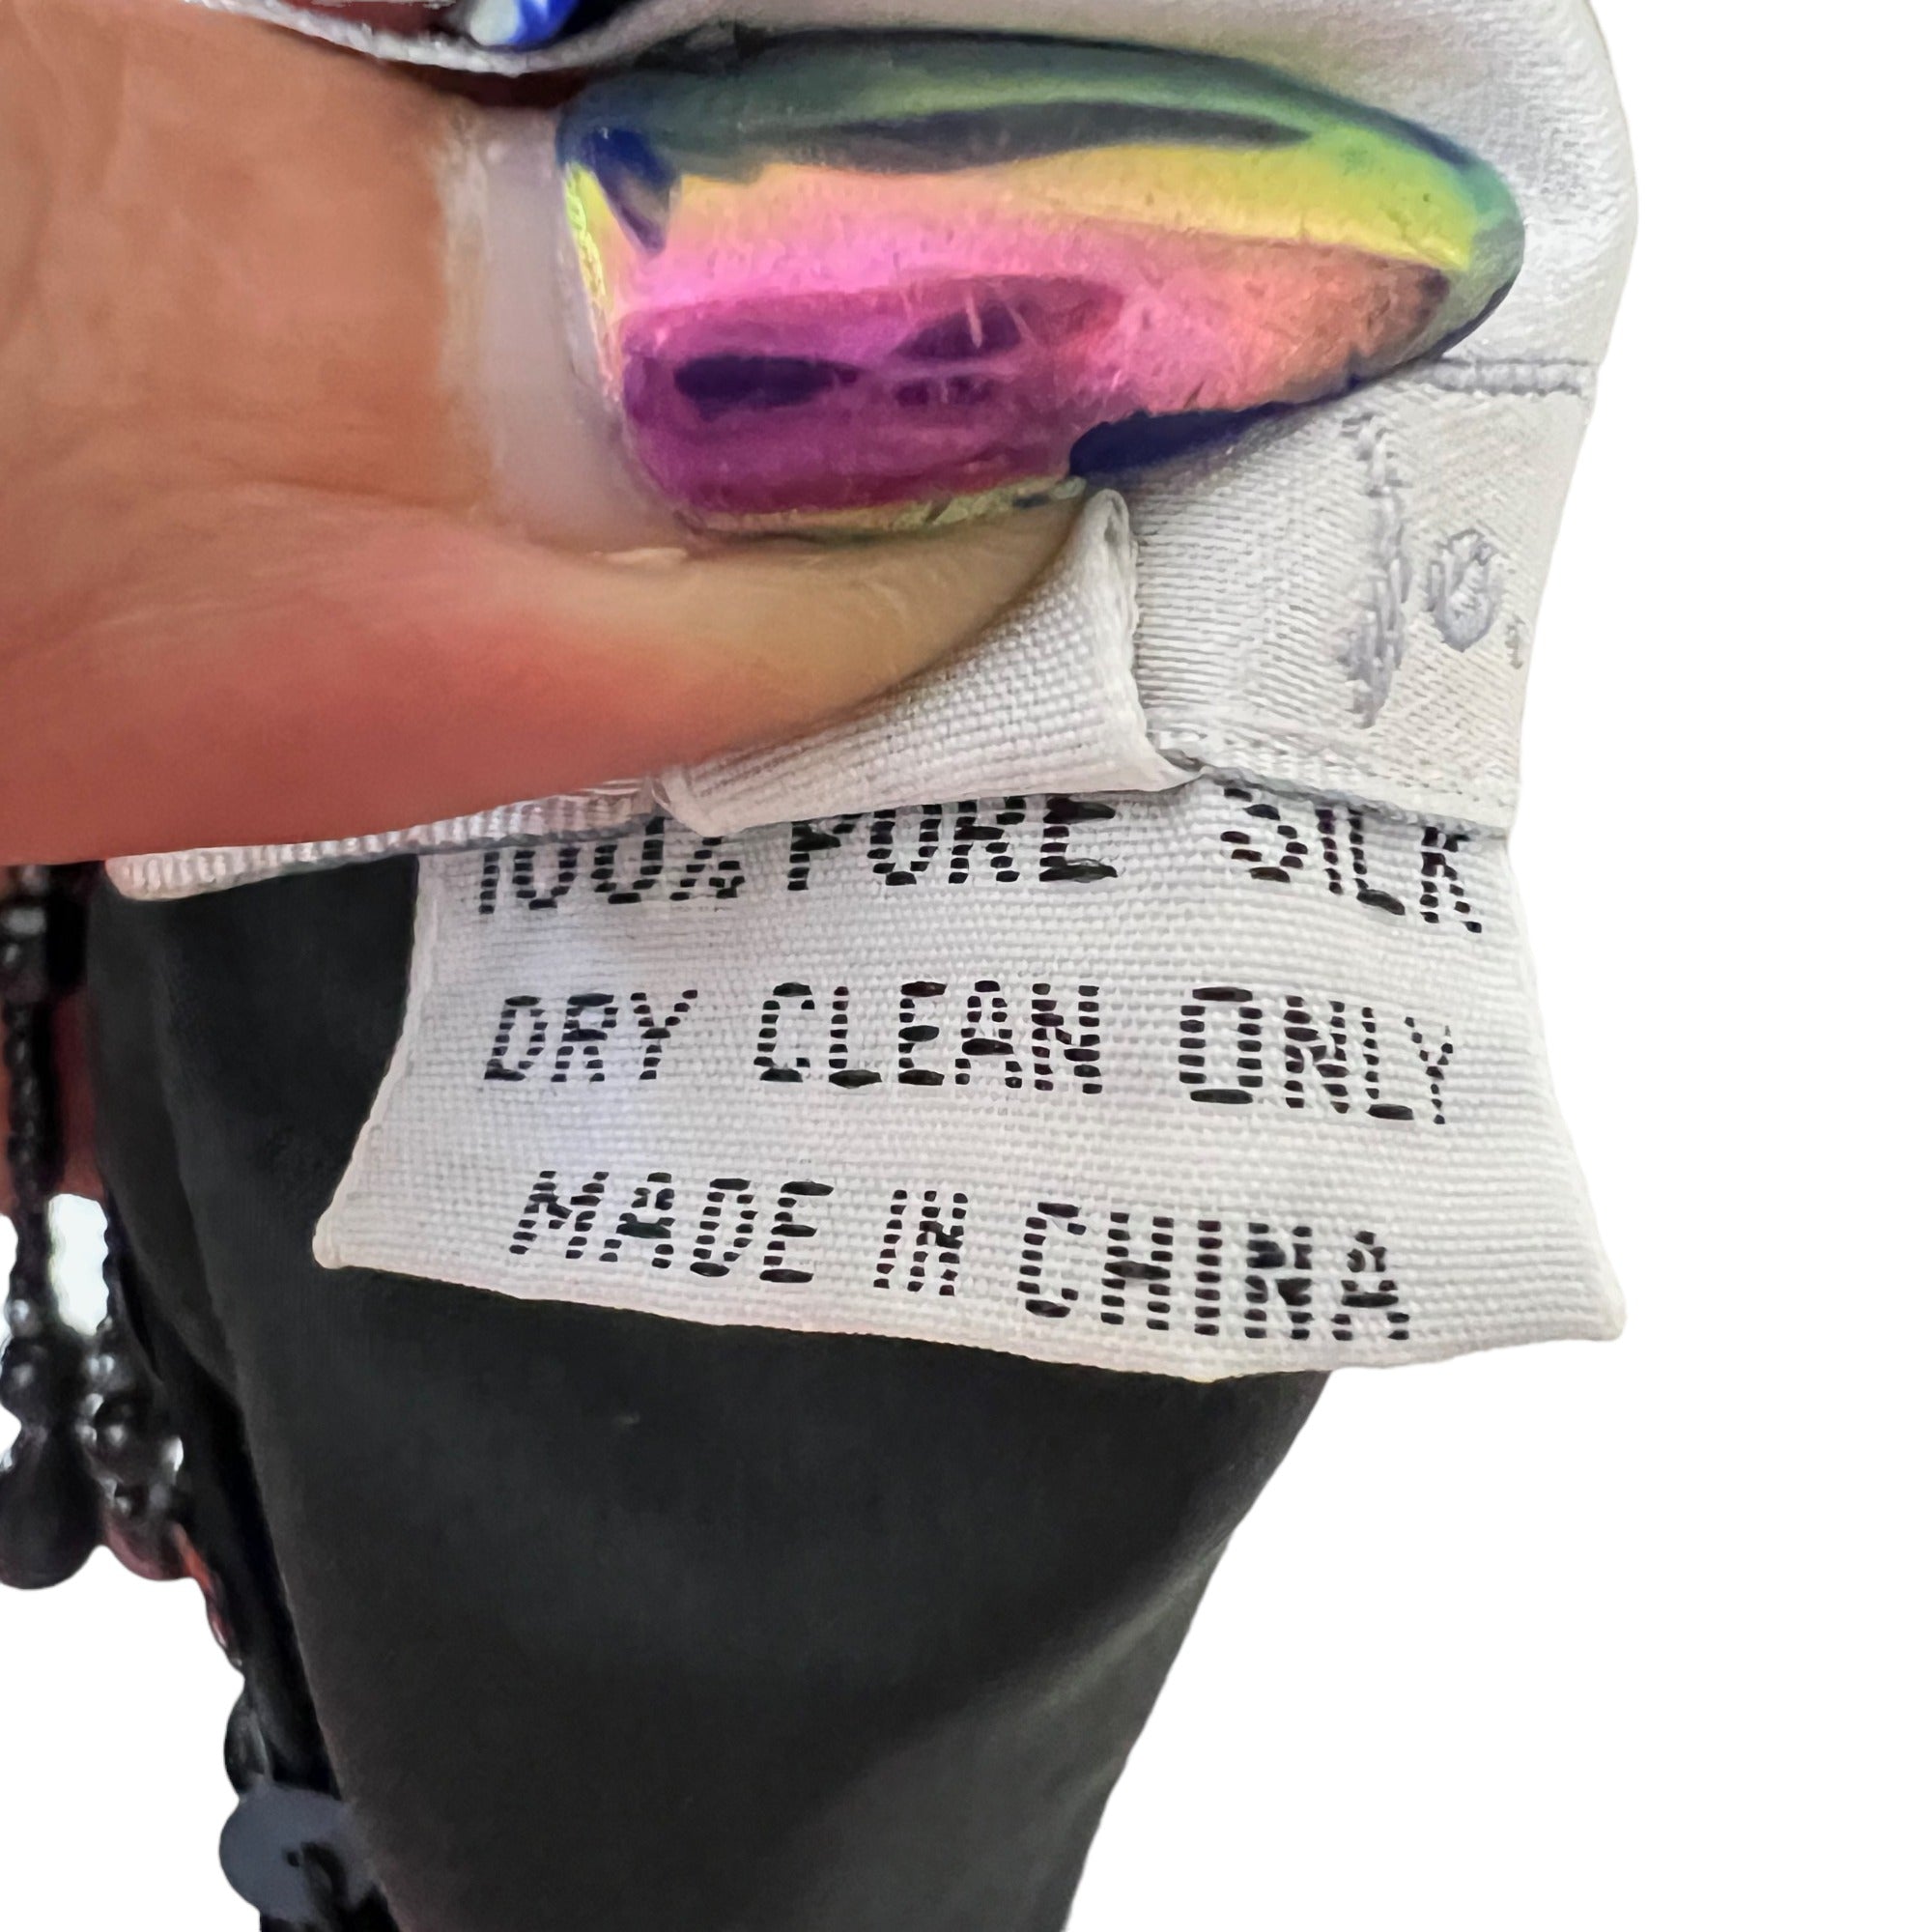 100% PURE SILK
DRY CLEAN ONLY
MADE IN CHINA